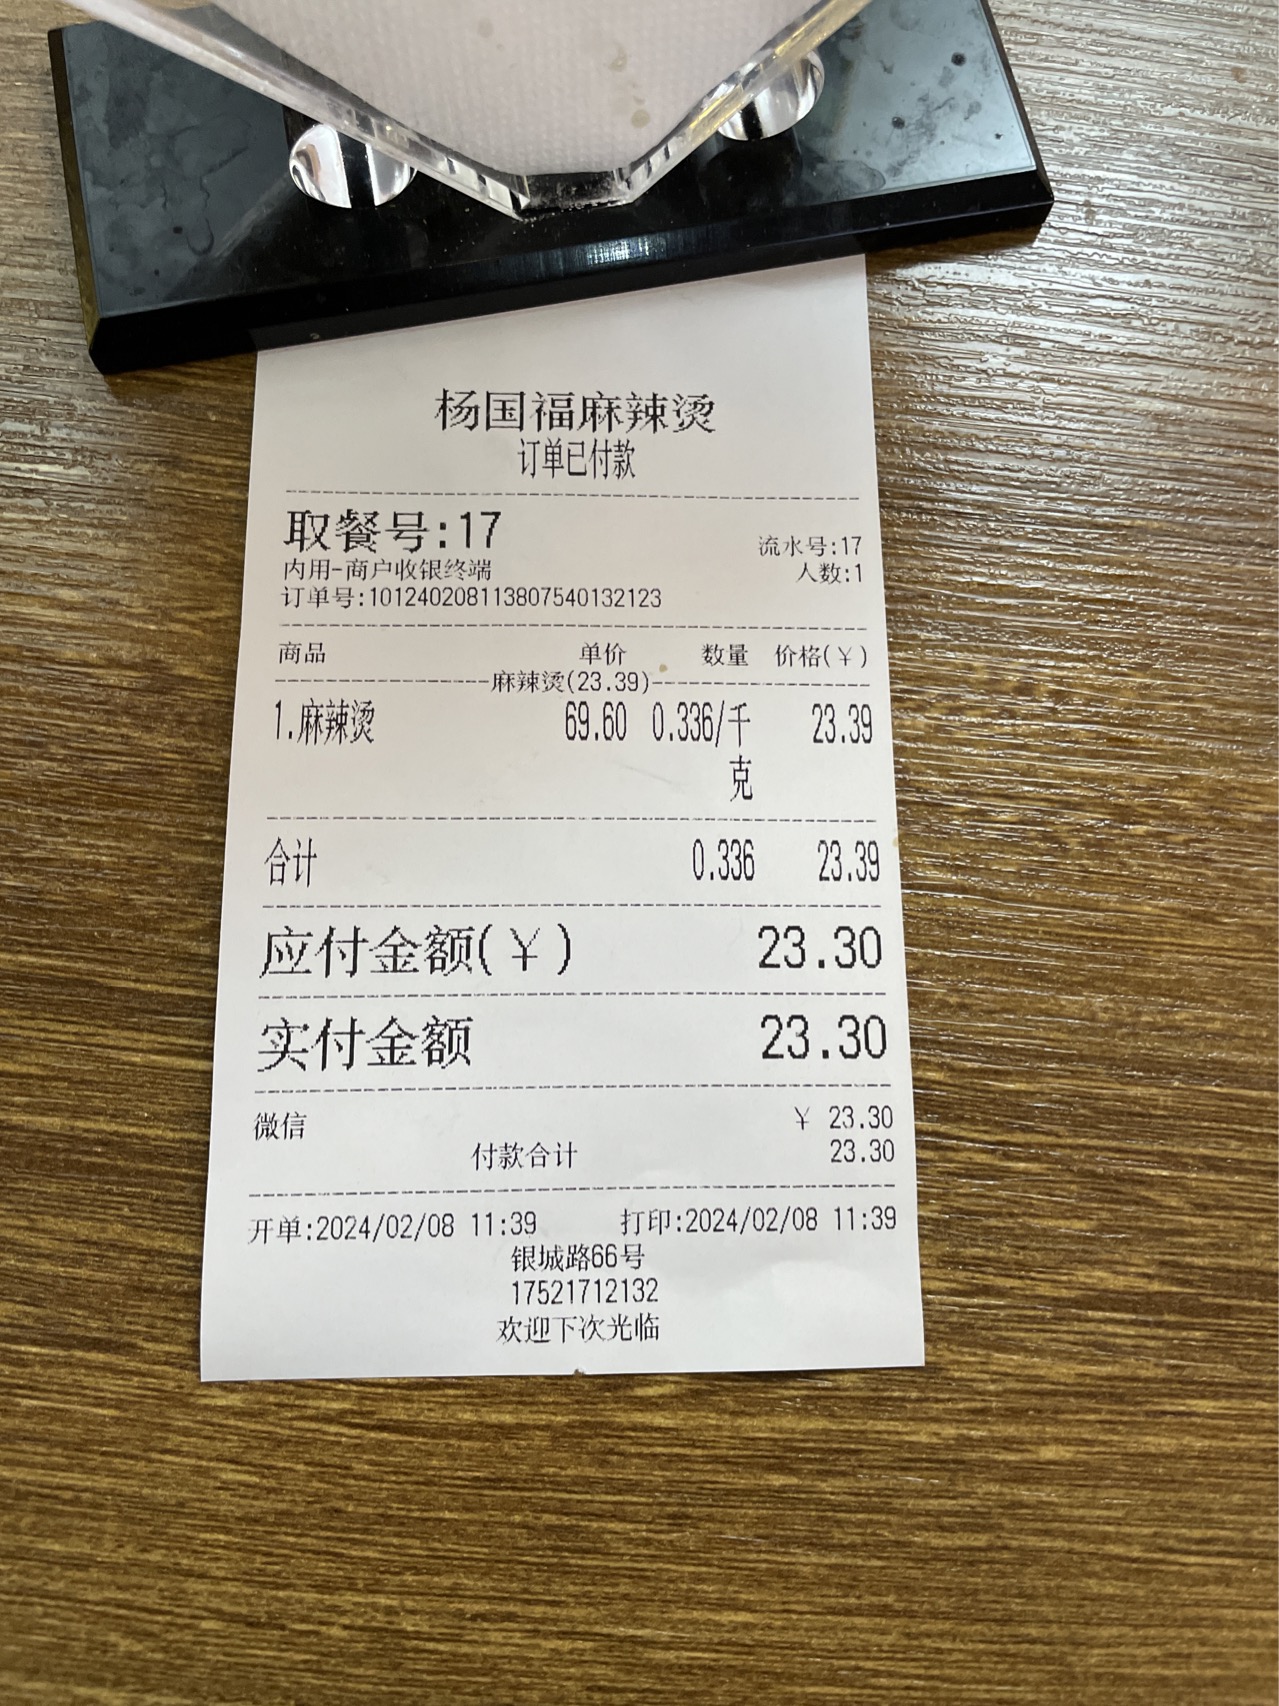 杨国福麻辣烫
订单已付款
取餐号:17
流水号:17
内用-商户收银终端
人数:1
订单号:101240208113807540132123
商品 单价 数量 价格(¥)
麻辣烫(23.39)
1.麻辣烫 69.60 0.336/千克 23.39
合计 0.336 23.39
应付金额(¥) 23.30
实付金额 23.30
微信 ¥ 23.30
付款合计 23.30
开单:2024/02/08 11:39 打印:2024/02/08 11:39
银城路66号
17521712132
欢迎下次光临